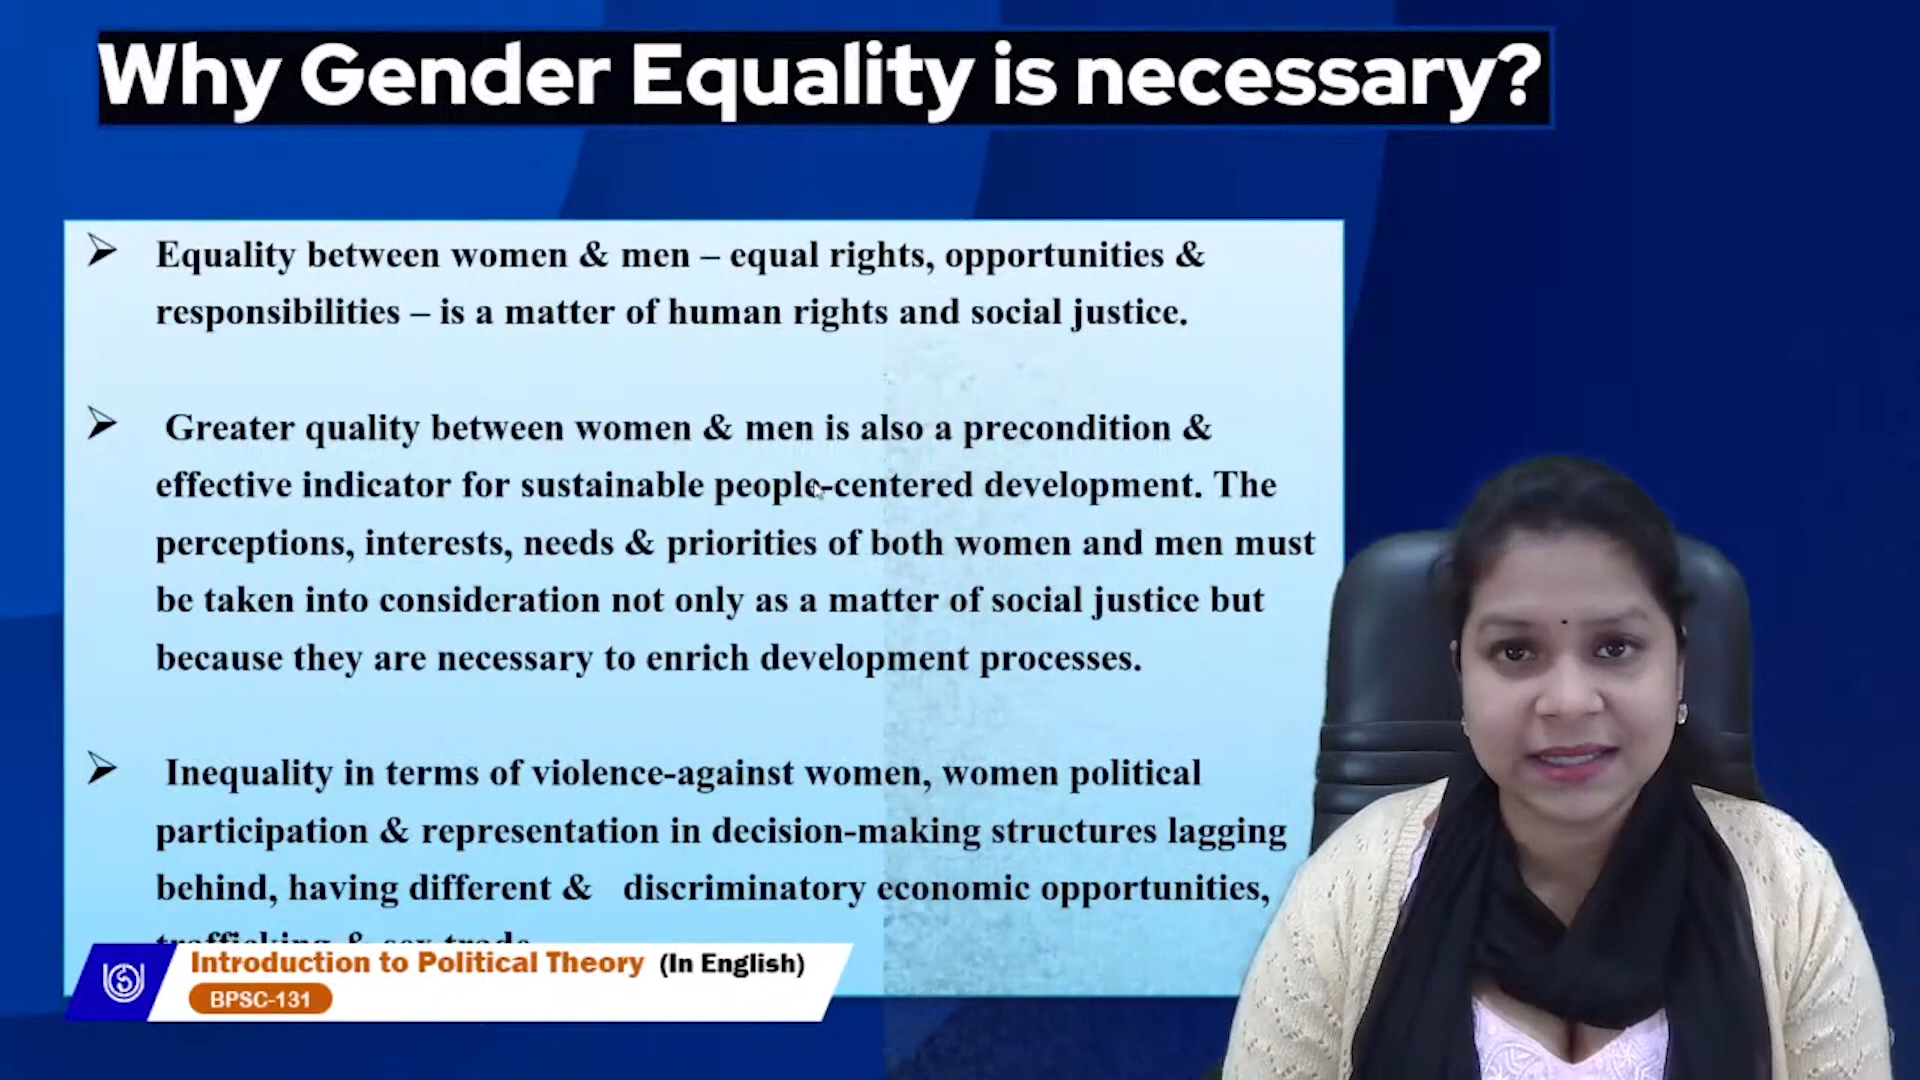 Why Gender Equality is necessary?
Equality between women & men – equal rights, opportunities &
responsibilities – is a matter of human rights and social justice.
Greater quality between women & men is also a precondition &
effective indicator for sustainable people-centered development. The
perceptions, interests, needs & priorities of both women and men must
be taken into consideration not only as a matter of social justice but
because they are necessary to enrich development processes.
Inequality in terms of violence-against women, women political
participation & representation in decision-making structures lagging
behind, having different & discriminatory economic opportunities,
trafficking & sex trade
Introduction to Political Theory (In English)
BPSC-131